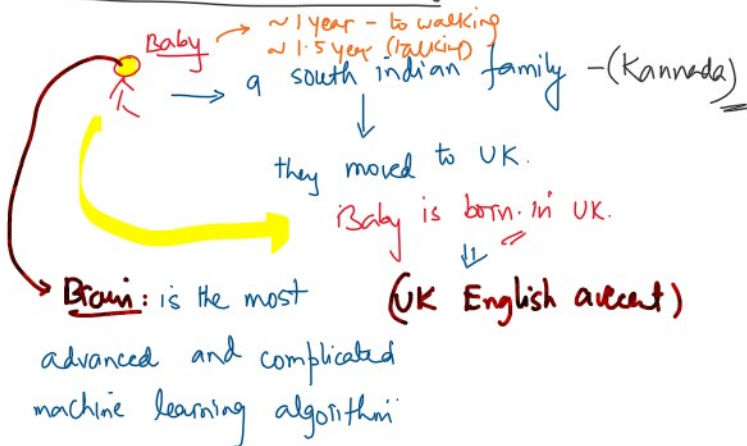 Baby ~ 1 year - to walking
~ 1.5 year (talking)
a south indian family - (Kannada)
they moved to UK.
Baby is born in UK.
Brain: is the most (UK English accent)
advanced and complicated
machine learning algorithm